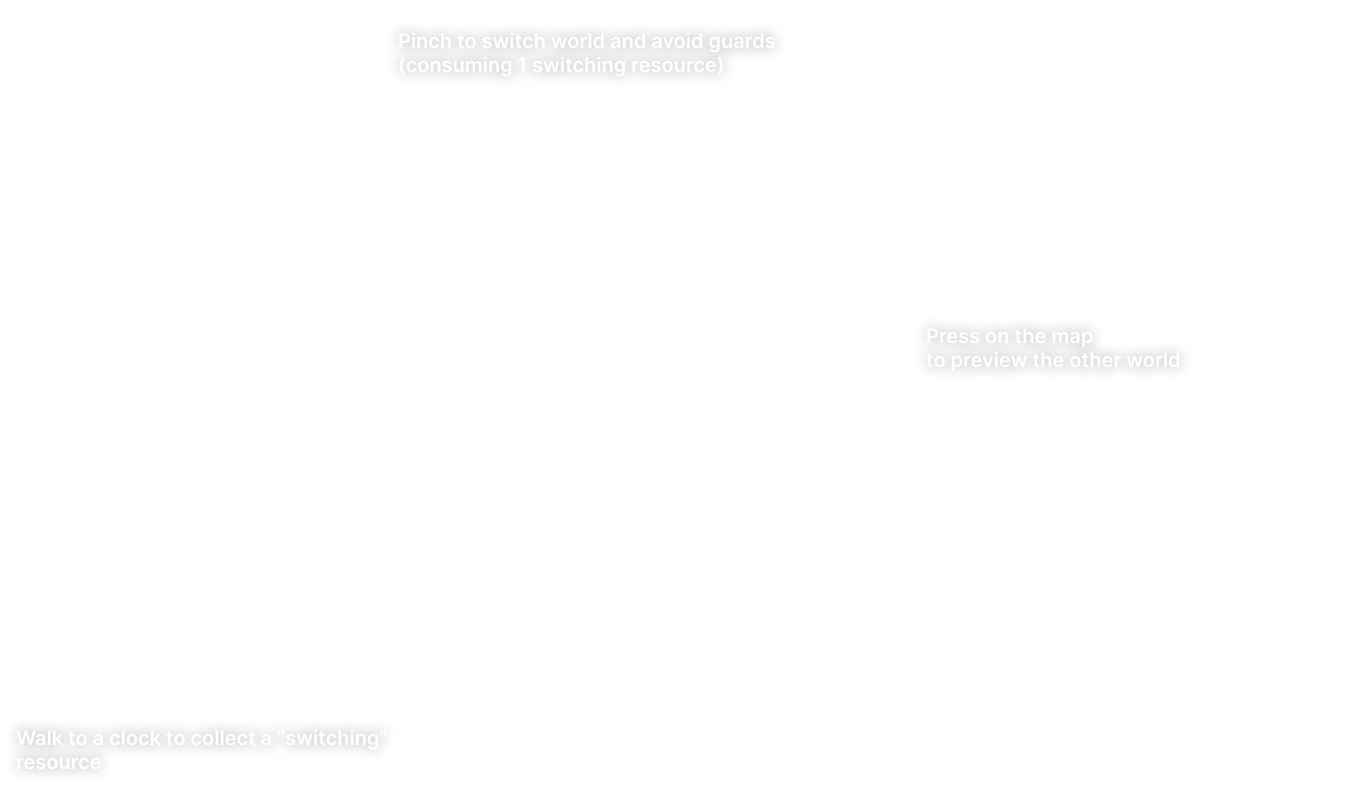 Pinch to switch world and avoid guards
(consuming 1 switching resource)
Press on the map
to preview the other world
Walk to a clock to collect a "switching"
resource